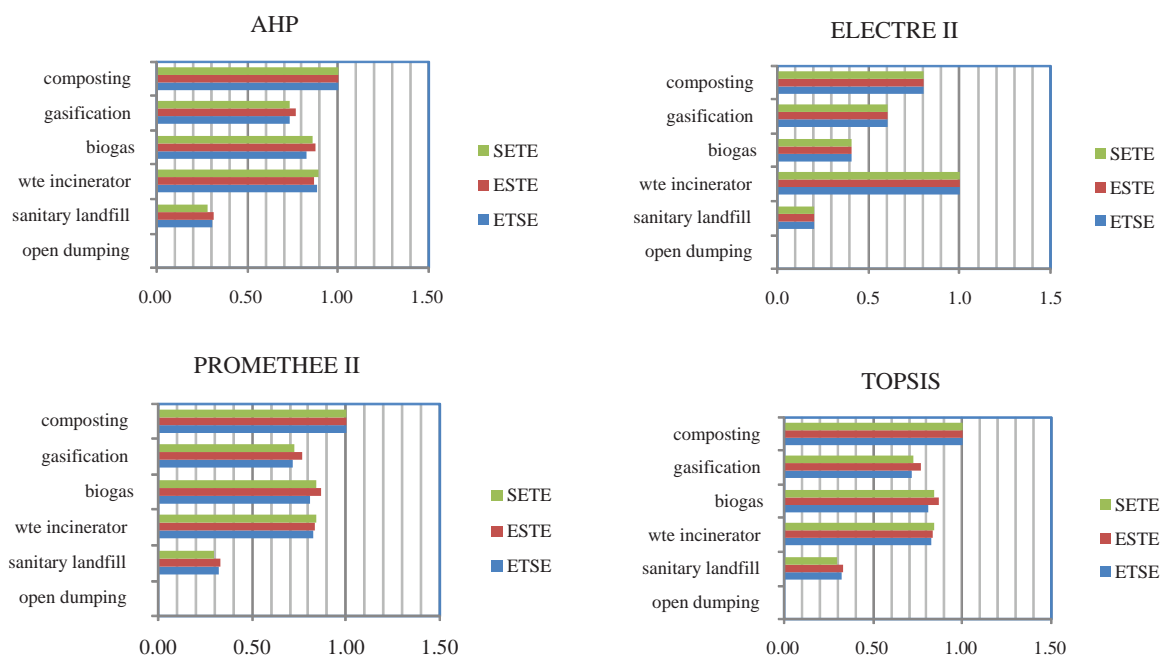 AHP
composting
gasification
biogas
wte incinerator
sanitary landfill
open dumping
0.00 0.50 1.00 1.50
SETE
ESTE
ETSE
ELECTRE II
composting
gasification
biogas
wte incinerator
sanitary landfill
open dumping
0.0 0.5 1.0 1.5
SETE
ESTE
ETSE
PROMETHEE II
composting
gasification
biogas
wte incinerator
sanitary landfill
open dumping
0.00 0.50 1.00 1.50
SETE
ESTE
ETSE
TOPSIS
composting
gasification
biogas
wte incinerator
sanitary landfill
open dumping
0.00 0.50 1.00 1.50
SETE
ESTE
ETSE